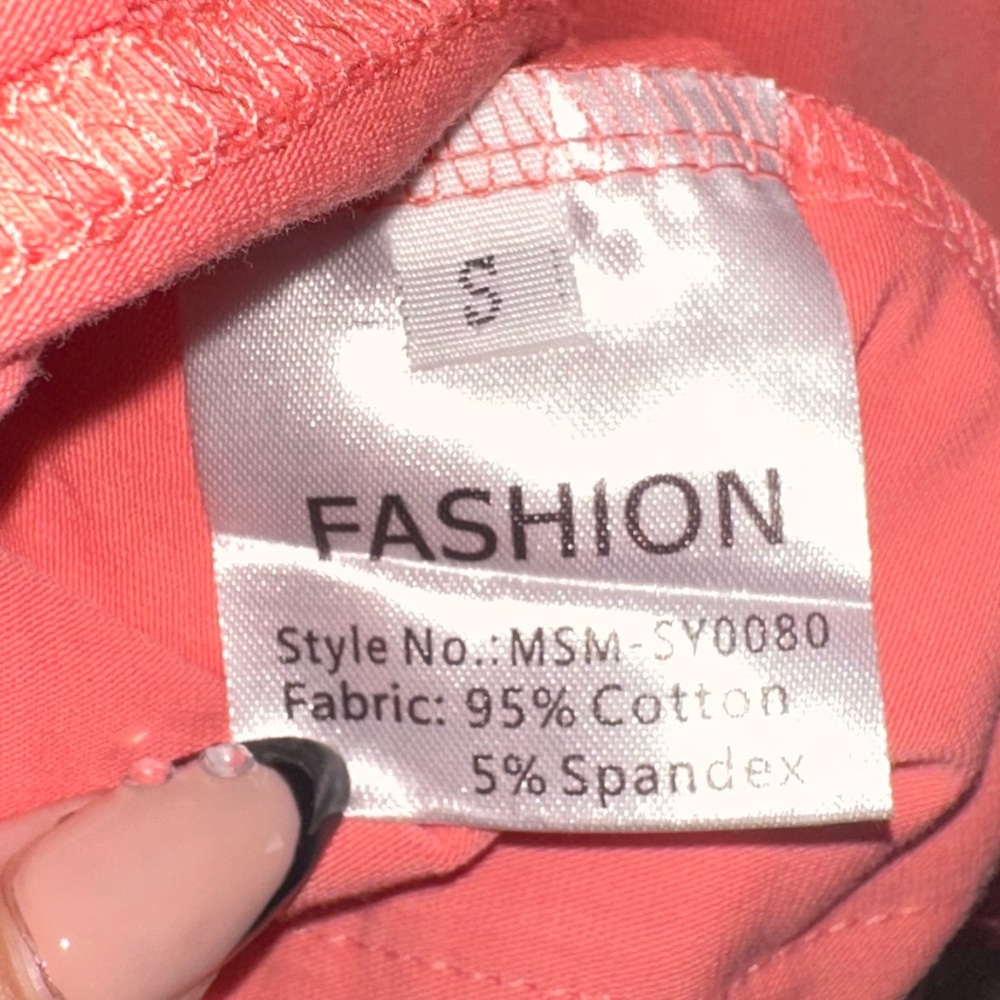 S
FASHION
Style No.:MSM-SY0080
Fabric: 95% Cotton
5% Spandex